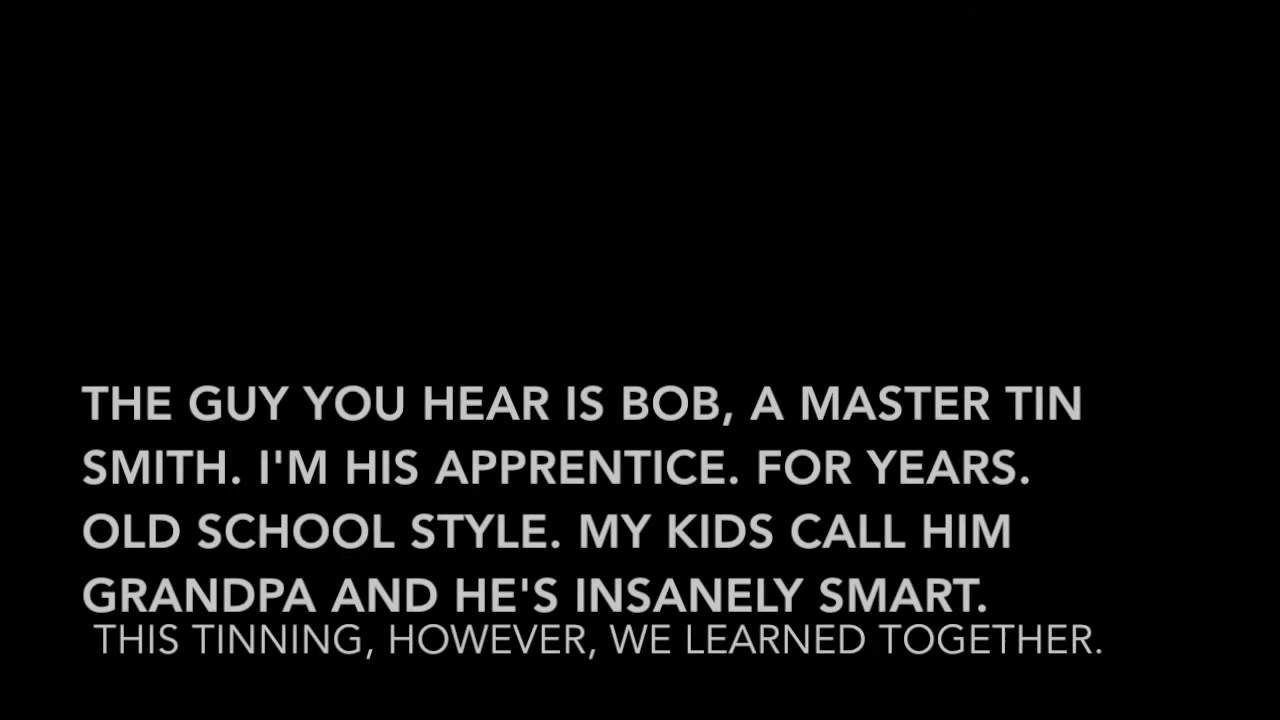 THE GUY YOU HEAR IS BOB, A MASTER TIN
SMITH. I'M HIS APPRENTICE. FOR YEARS.
OLD SCHOOL STYLE. MY KIDS CALL HIM
GRANDPA AND HE'S INSANELY SMART.
THIS TINNING, HOWEVER, WE LEARNED TOGETHER.